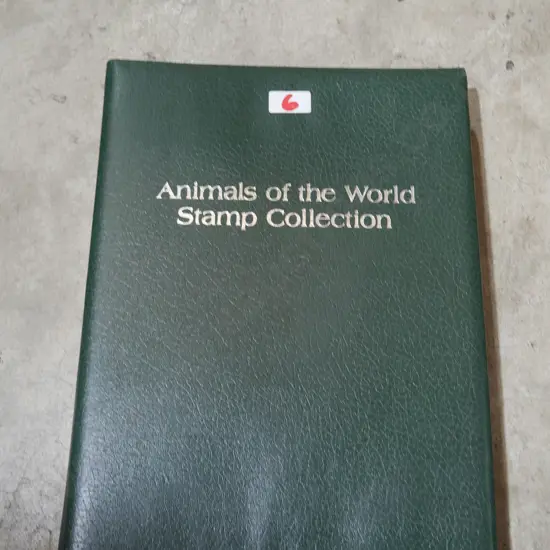 6
Animals of the World
Stamp Collection